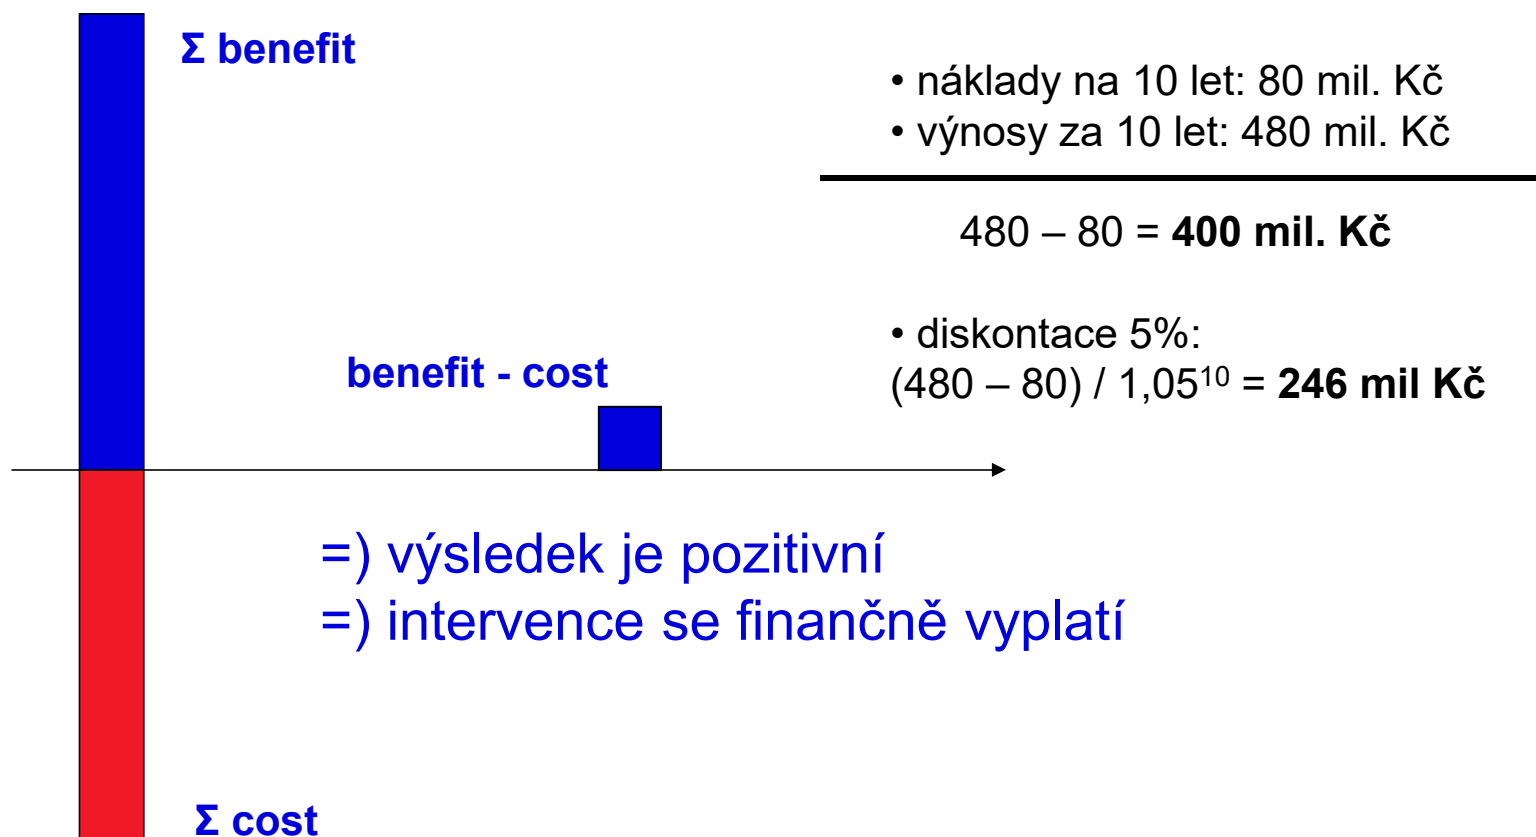 Σ benefit
• náklady na 10 let: 80 mil. Kč
• výnosy za 10 let: 480 mil. Kč
480 – 80 = 400 mil. Kč
• diskontace 5%:
(480 – 80) / 1,05¹⁰ = 246 mil Kč
benefit - cost
=) výsledek je pozitivní
=) intervence se finančně vyplatí
Σ cost